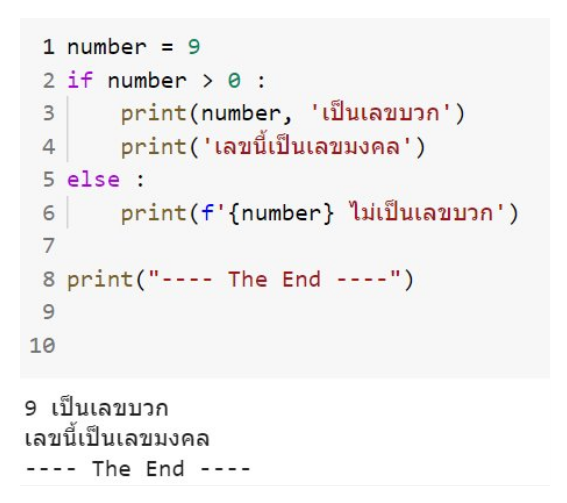 1 number = 9
2 if number > 0 :
3     print(number, 'เป็นเลขบวก')
4     print('เลขนี้เป็นเลขมงคล')
5 else :
6     print(f'{number} ไม่เป็นเลขบวก')
7
8 print("---- The End ----")
9
10
9 เป็นเลขบวก
เลขนี้เป็นเลขมงคล
---- The End ----